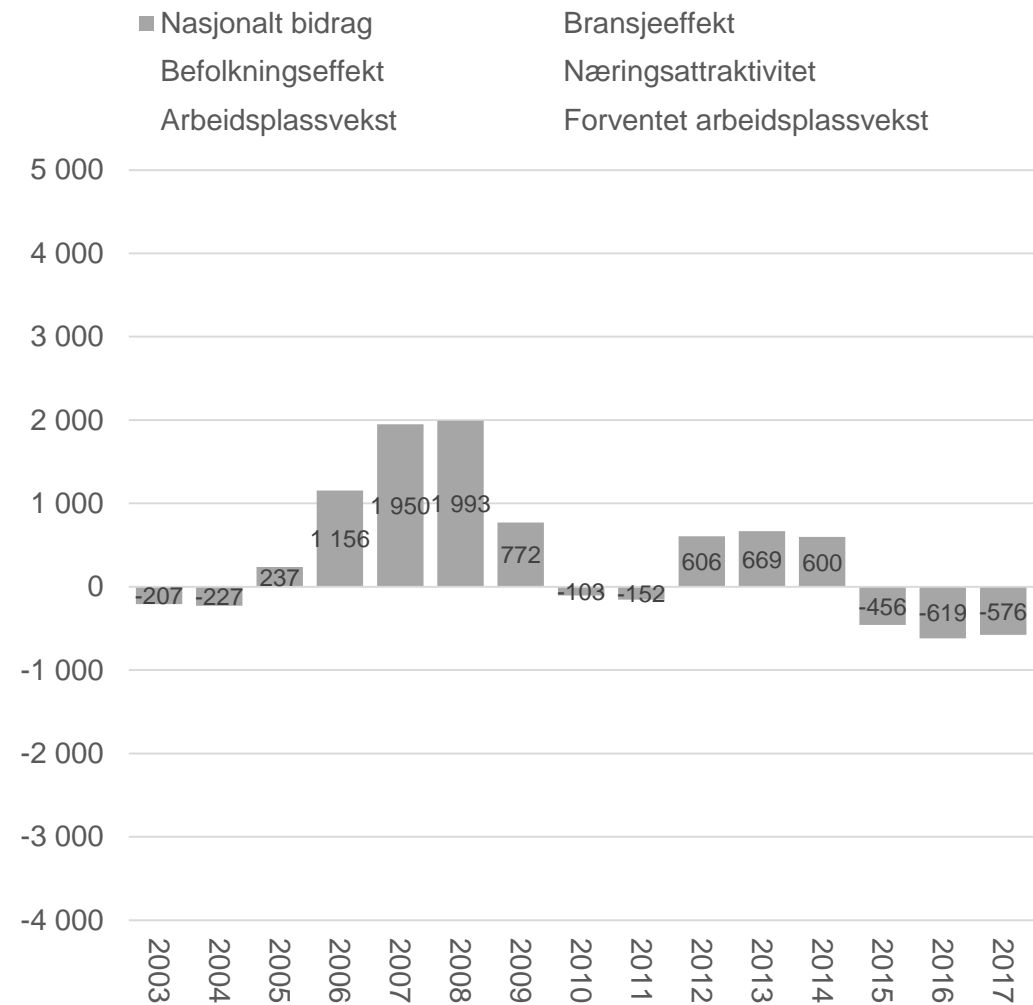 Nasjonalt bidrag Bransjeeffekt
Befolkningseffekt Næringsattraktivitet
Arbeidsplassvekst Forventet arbeidsplassvekst
5 000
4 000
3 000
2 000
1 000
0
-1 000
-2 000
-3 000
-4 000
-207 -227 237 1 156 1 950 1 993 772 -103 -152 606 669 600 -456 -619 -576
2003 2004 2005 2006 2007 2008 2009 2010 2011 2012 2013 2014 2015 2016 2017